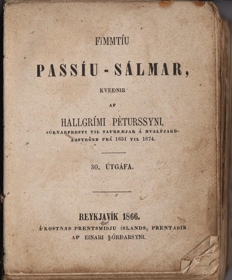 FIMMTÍU
PASSÍU-SÁLMAR,
KVEÐNIR
AF
HALLGRÍMI PÉTURSSYNI,
SÓKNARPRESTI TIL SAURBÆJAR Á HVALFJARÐ-
ARSTRÖND FRÁ 1651 TIL 1674.
30. ÚTGÁFA.
REYKJAVÍK 1866.
Á KOSTNAÐ PRENTSMIÐJU ÍSLANDS, PRENTAÐIR
AF EINARI ÞÓRÐARSYNI.